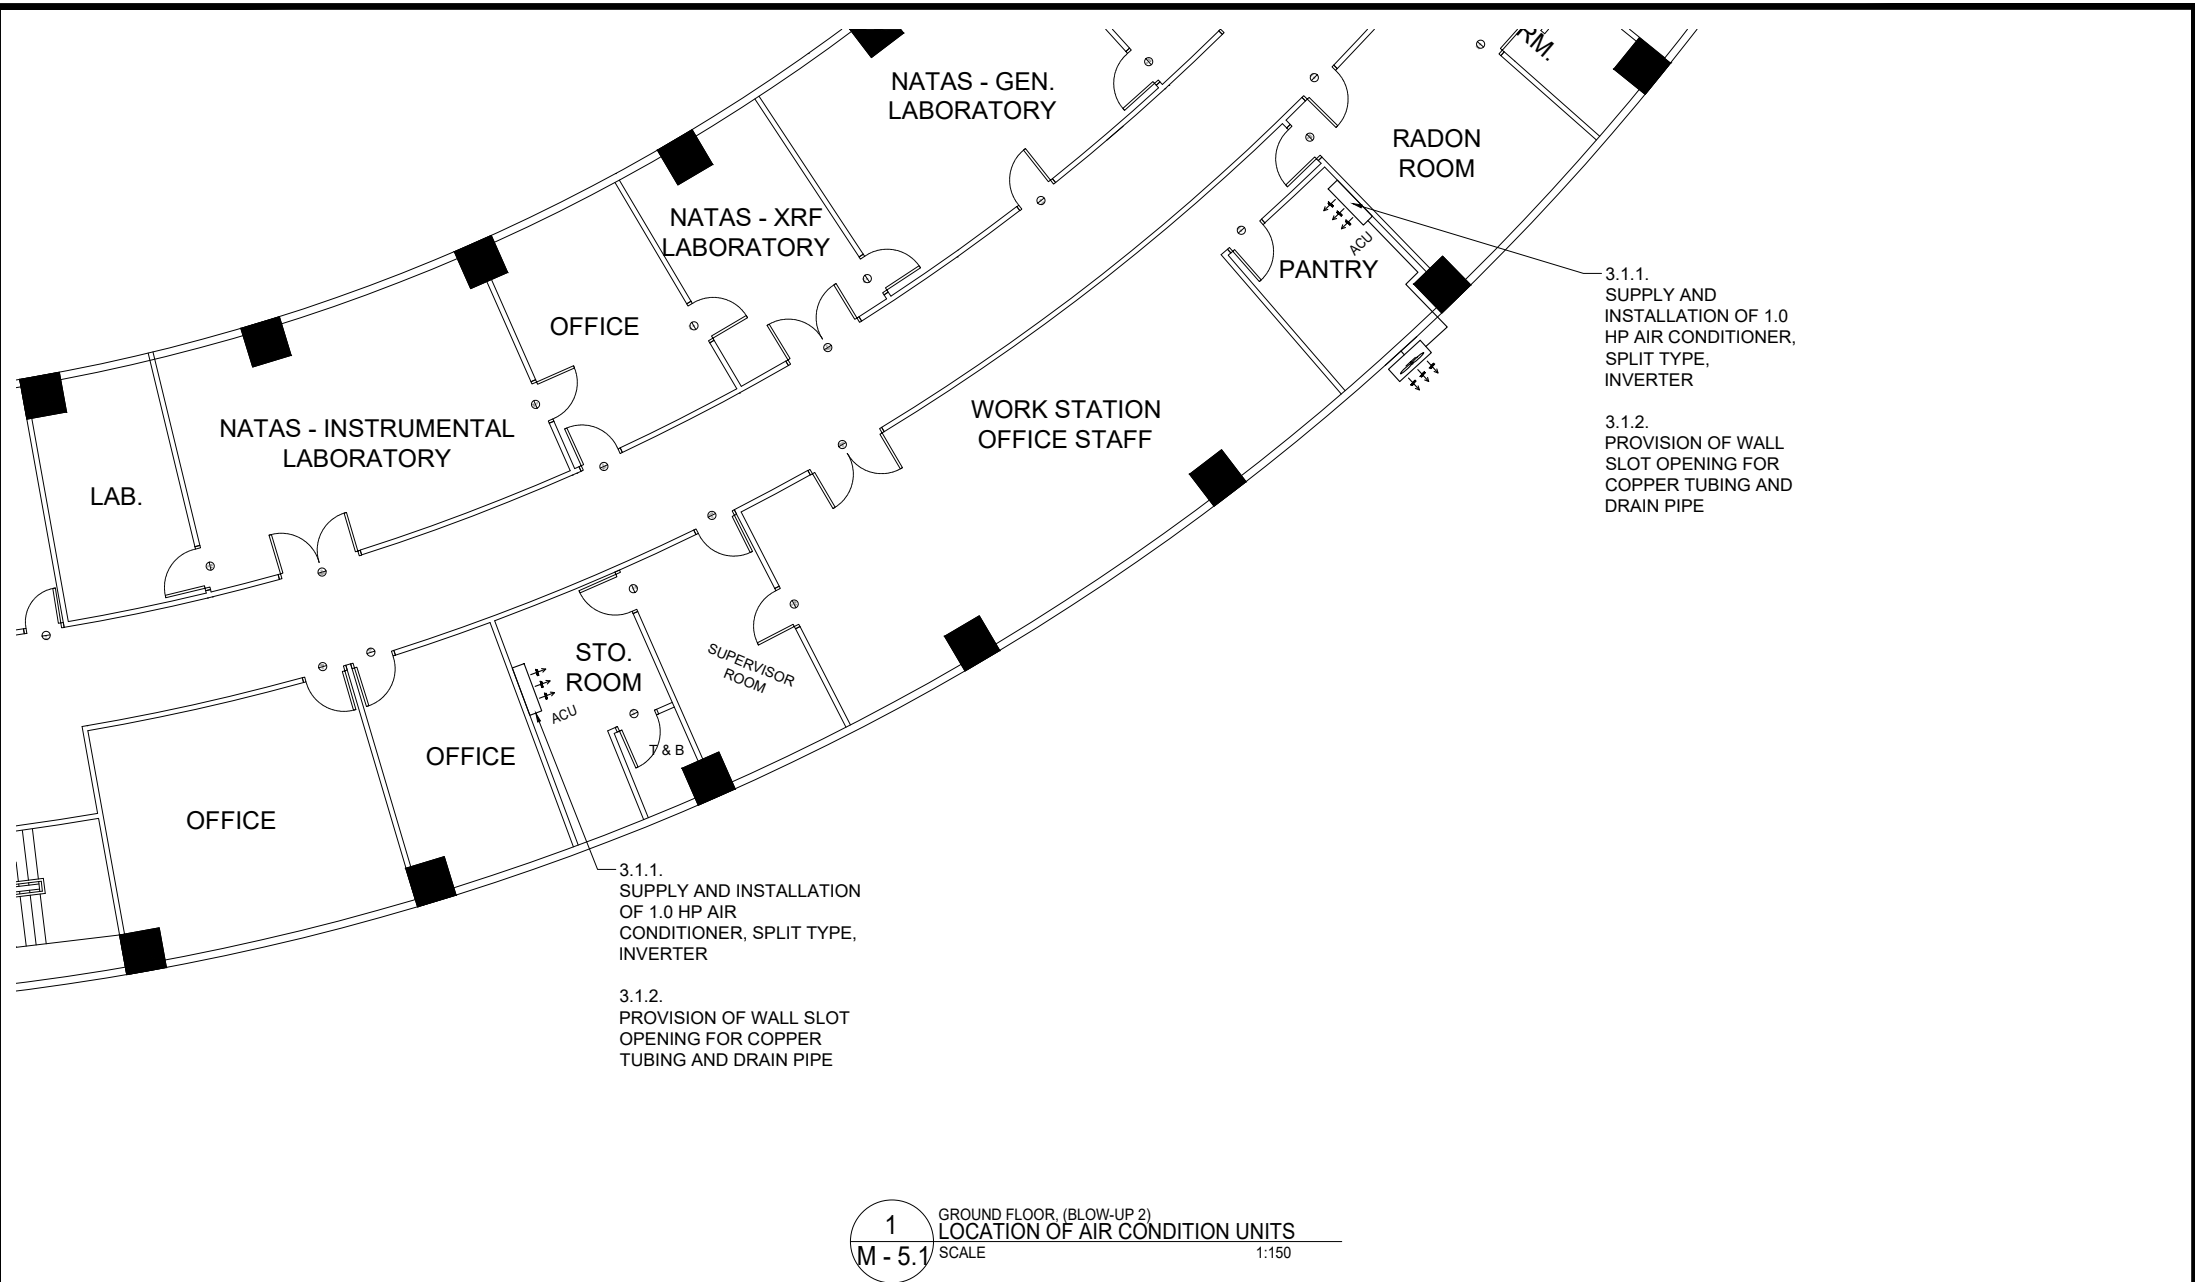 NATAS - GEN.
LABORATORY
RM.
RADON
ROOM
NATAS - XRF
LABORATORY
ACU
PANTRY
OFFICE
NATAS - INSTRUMENTAL
LABORATORY
WORK STATION
OFFICE STAFF
LAB.
3.1.1.
SUPPLY AND
INSTALLATION OF 1.0
HP AIR CONDITIONER,
SPLIT TYPE,
INVERTER
3.1.2.
PROVISION OF WALL
SLOT OPENING FOR
COPPER TUBING AND
DRAIN PIPE
STO.
ROOM
SUPERVISOR
ROOM
ACU
T & B
OFFICE
OFFICE
3.1.1.
SUPPLY AND INSTALLATION
OF 1.0 HP AIR
CONDITIONER, SPLIT TYPE,
INVERTER
3.1.2.
PROVISION OF WALL SLOT
OPENING FOR COPPER
TUBING AND DRAIN PIPE
1
M - 5.1
GROUND FLOOR, (BLOW-UP 2)
LOCATION OF AIR CONDITION UNITS
SCALE 1:150